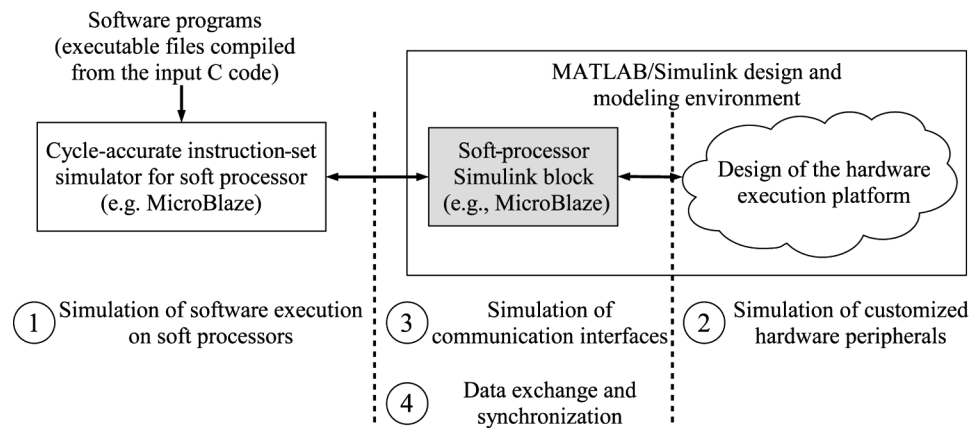 Software programs
(executable files compiled
from the input C code)
Cycle-accurate instruction-set
simulator for soft processor
(e.g. MicroBlaze)
MATLAB/Simulink design and
modeling environment
Soft-processor
Simulink block
(e.g., MicroBlaze)
Design of the hardware
execution platform
1
Simulation of software execution
on soft processors
3
Simulation of
communication interfaces
2
Simulation of customized
hardware peripherals
4
Data exchange and
synchronization